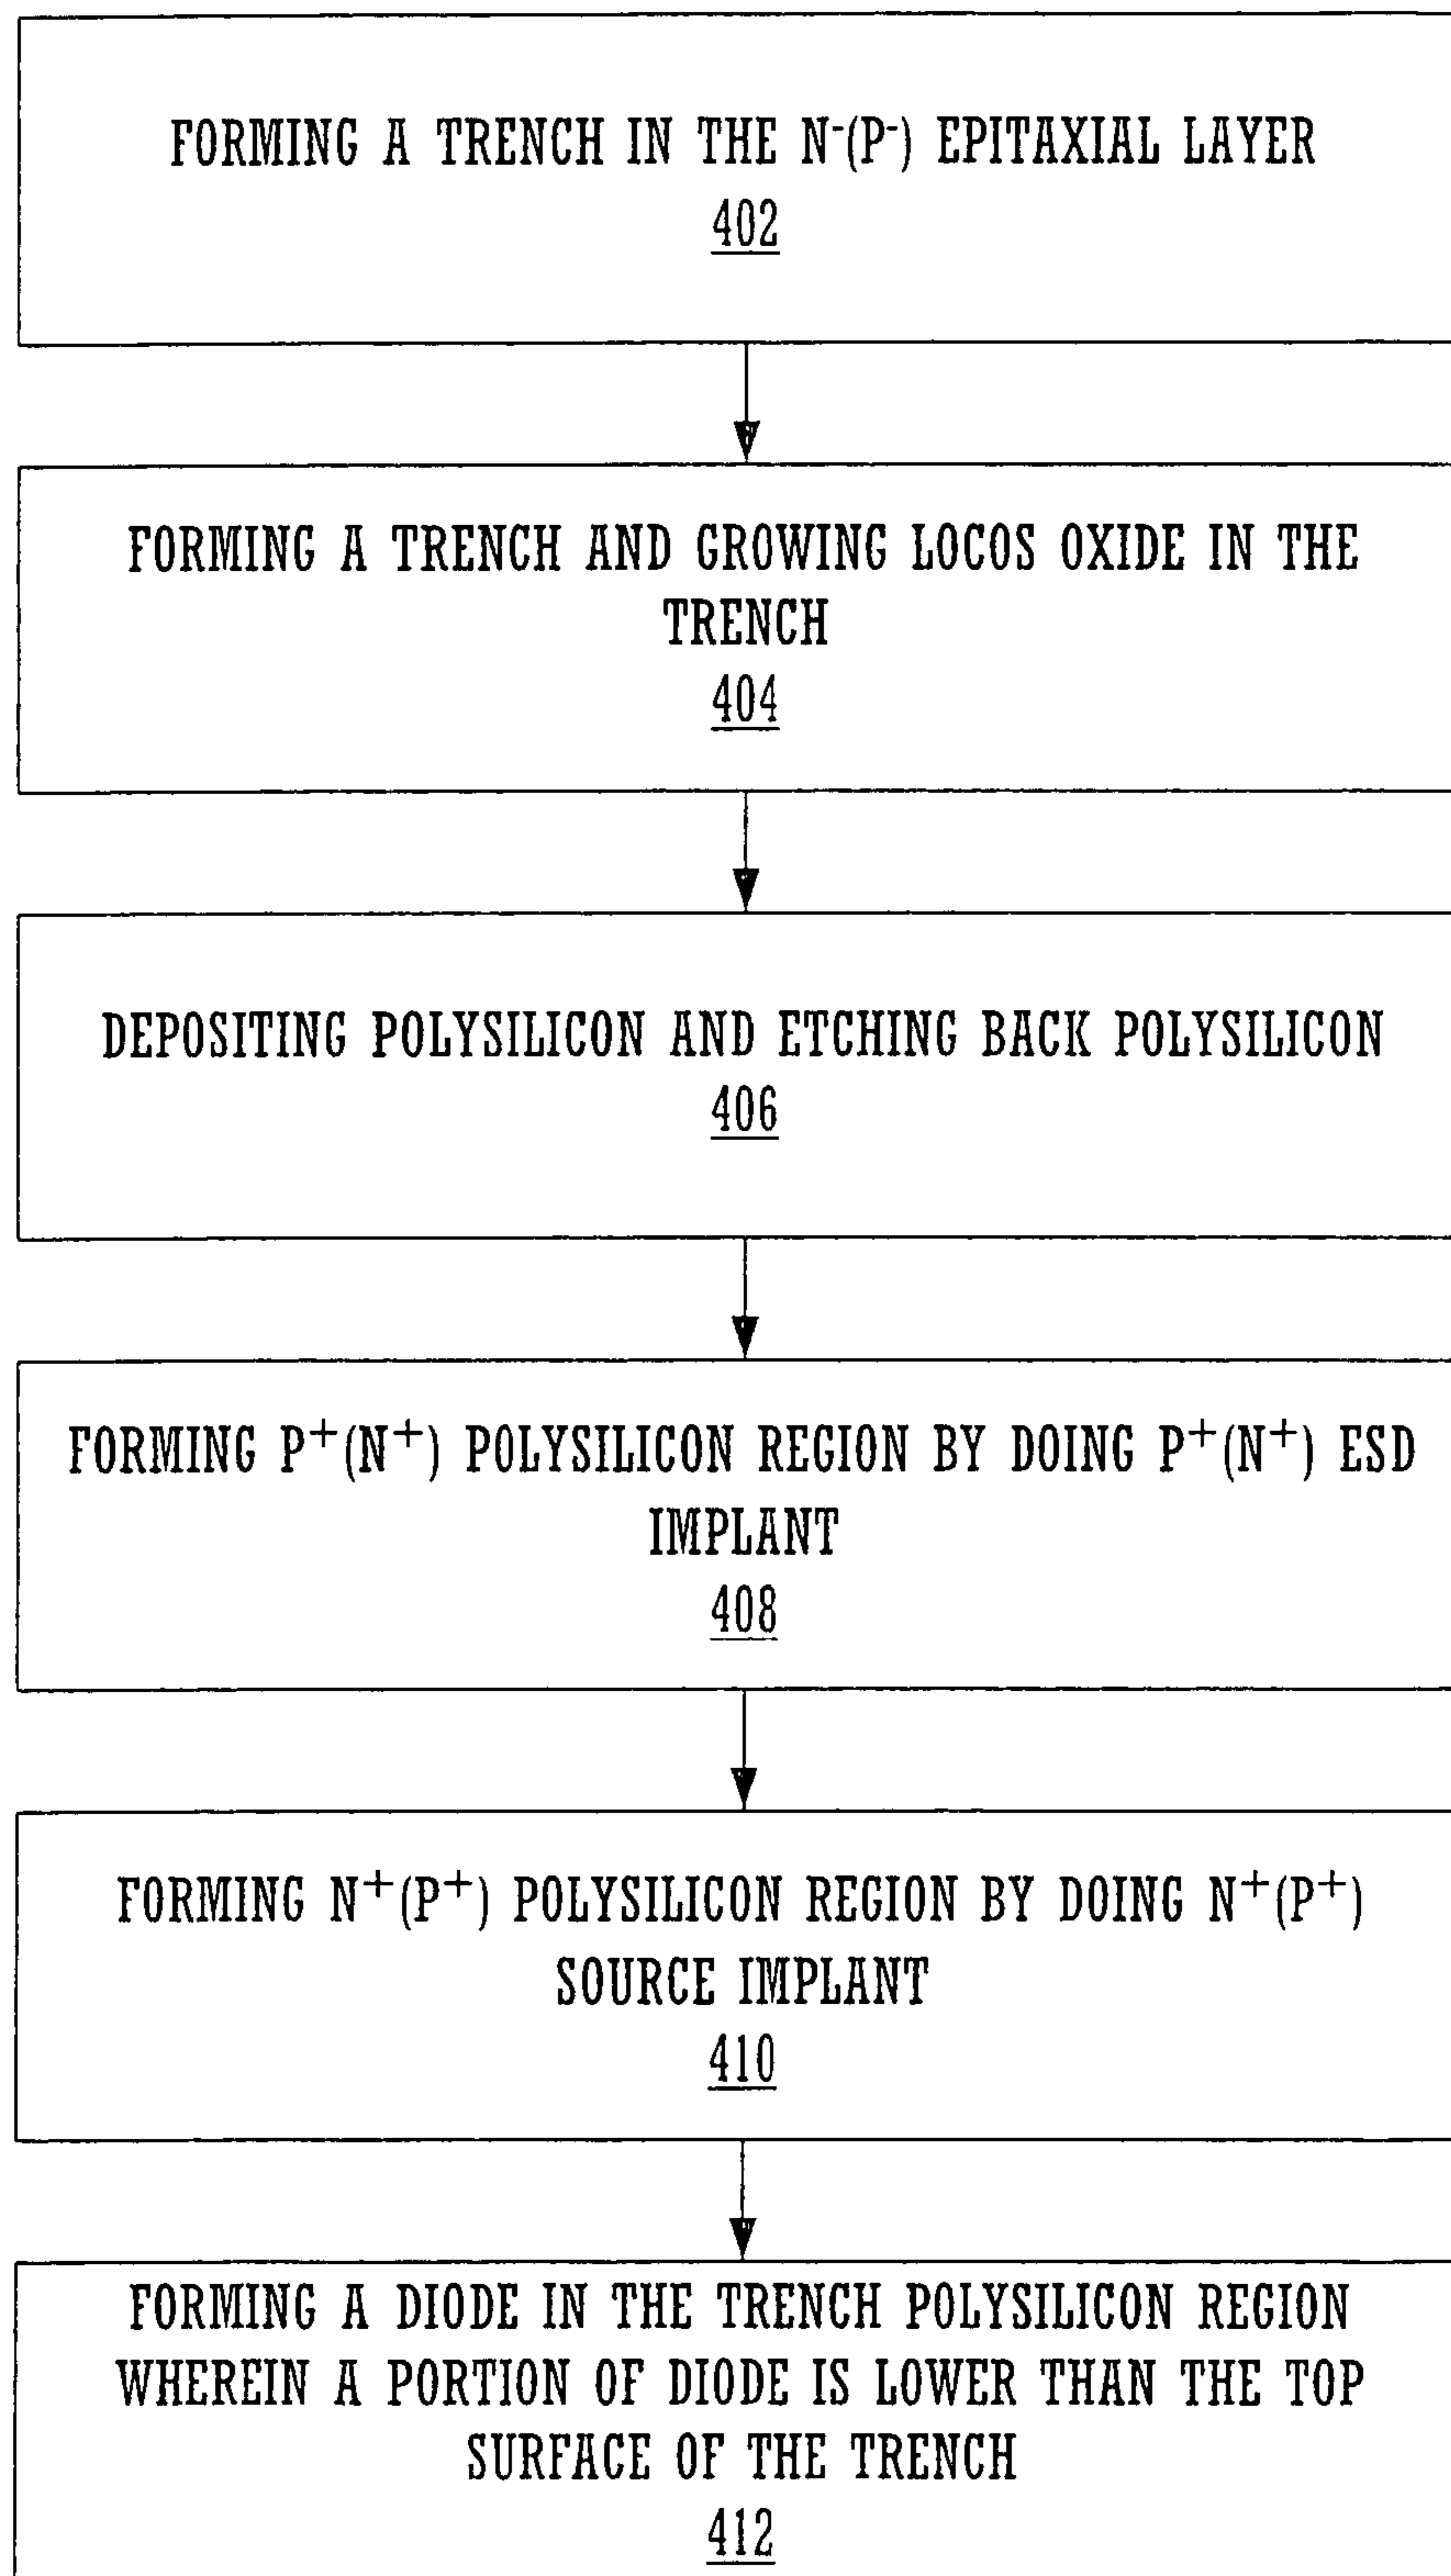 FORMING A TRENCH IN THE N⁻(P⁻) EPITAXIAL LAYER
402
FORMING A TRENCH AND GROWING LOCOS OXIDE IN THE
TRENCH
404
DEPOSITING POLYSILICON AND ETCHING BACK POLYSILICON
406
FORMING P⁺(N⁺) POLYSILICON REGION BY DOING P⁺(N⁺) ESD
IMPLANT
408
FORMING N⁺(P⁺) POLYSILICON REGION BY DOING N⁺(P⁺)
SOURCE IMPLANT
410
FORMING A DIODE IN THE TRENCH POLYSILICON REGION
WHEREIN A PORTION OF DIODE IS LOWER THAN THE TOP
SURFACE OF THE TRENCH
412